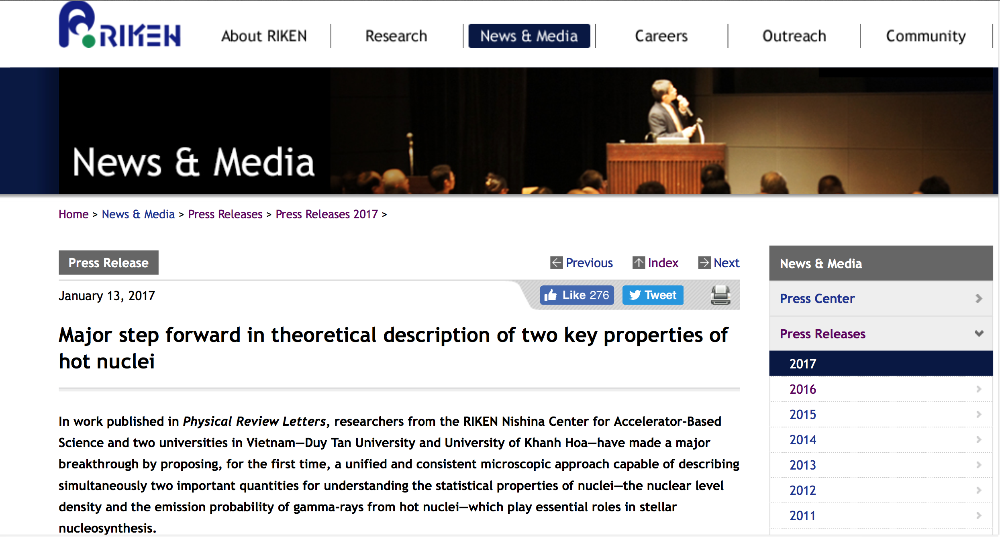 RIKEN
About RIKEN
Research
News & Media
Careers
Outreach
Community
News & Media
Home > News & Media > Press Releases > Press Releases 2017 >
Press Release
Previous
Index
Next
January 13, 2017
Like 276
Tweet
Major step forward in theoretical description of two key properties of
hot nuclei
In work published in Physical Review Letters, researchers from the RIKEN Nishina Center for Accelerator-Based
Science and two universities in Vietnam—Duy Tan University and University of Khanh Hoa—have made a major
breakthrough by proposing, for the first time, a unified and consistent microscopic approach capable of describing
simultaneously two important quantities for understanding the statistical properties of nuclei—the nuclear level
density and the emission probability of gamma-rays from hot nuclei—which play essential roles in stellar
nucleosynthesis.
News & Media
Press Center
Press Releases
2017
2016
2015
2014
2013
2012
2011